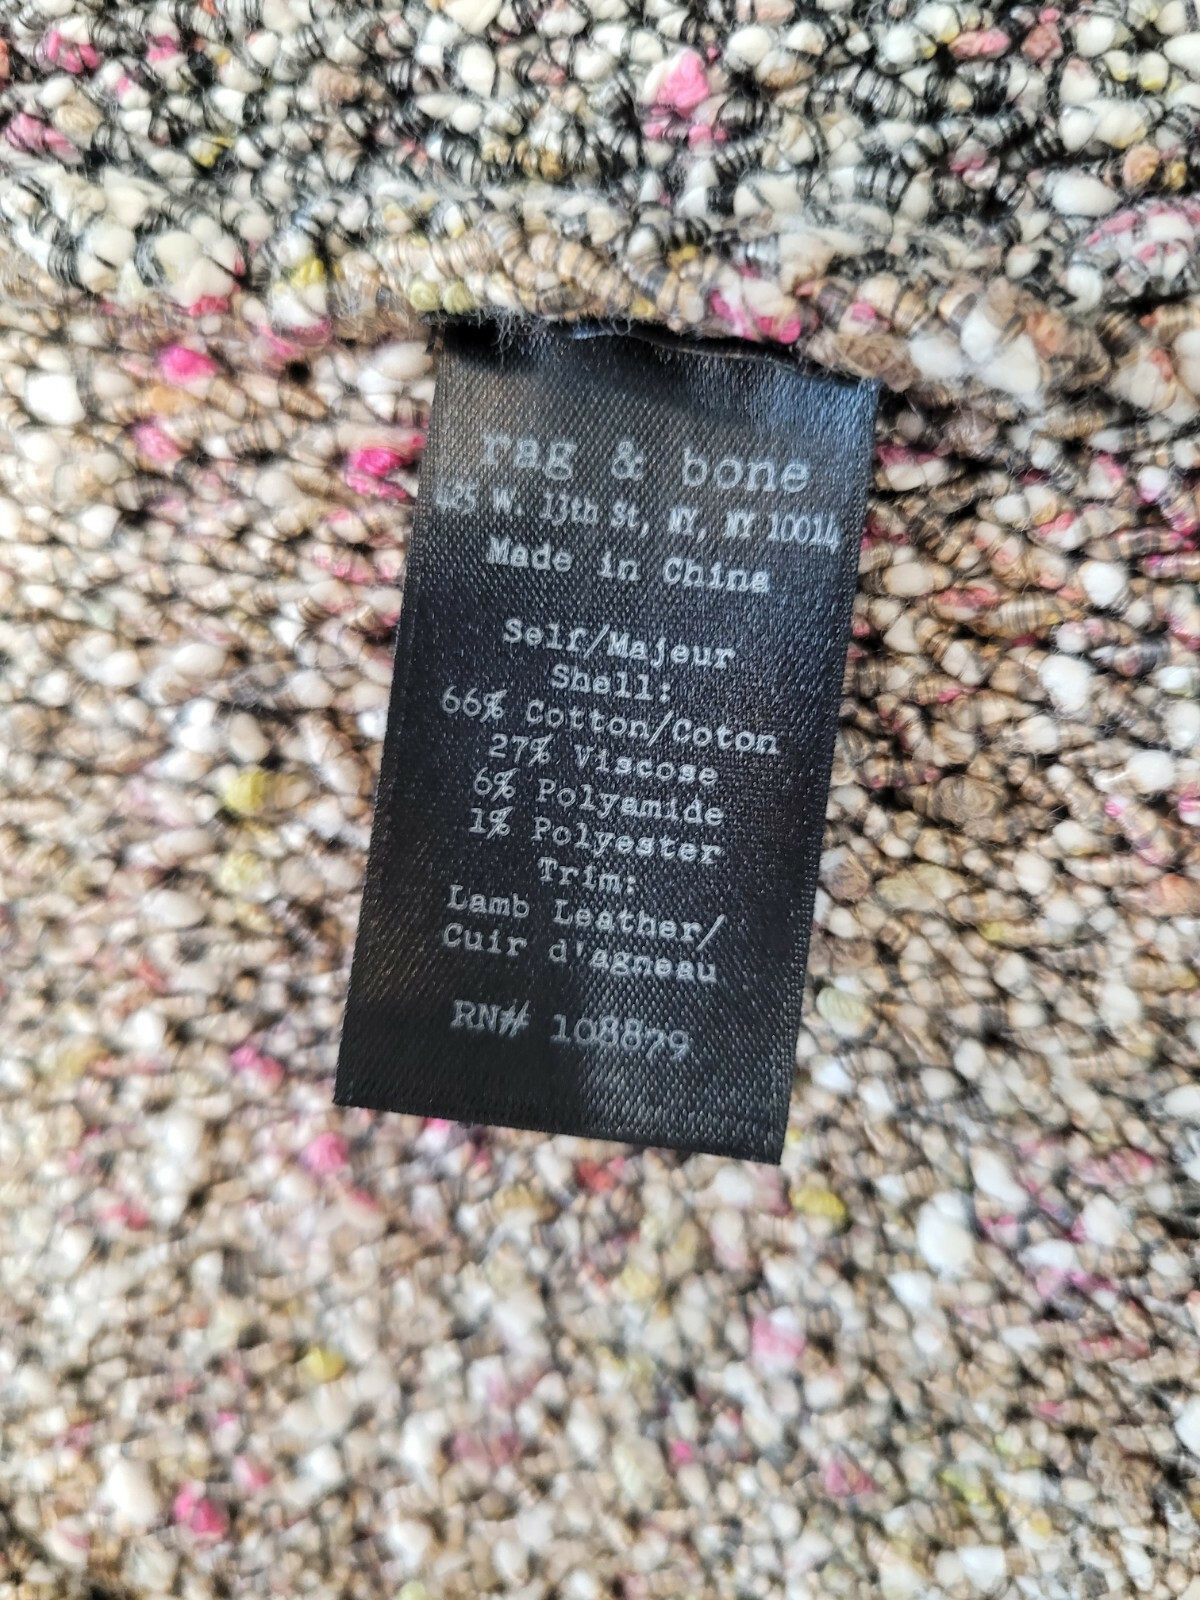 rag & bone
425 W. 13th St, NY, NY 10014
Made in China
Self/Majeur
Shell:
66% Cotton/Coton
27% Viscose
6% Polyamide
1% Polyester
Trim:
Lamb Leather/
Cuir d'agneau
RN# 108879